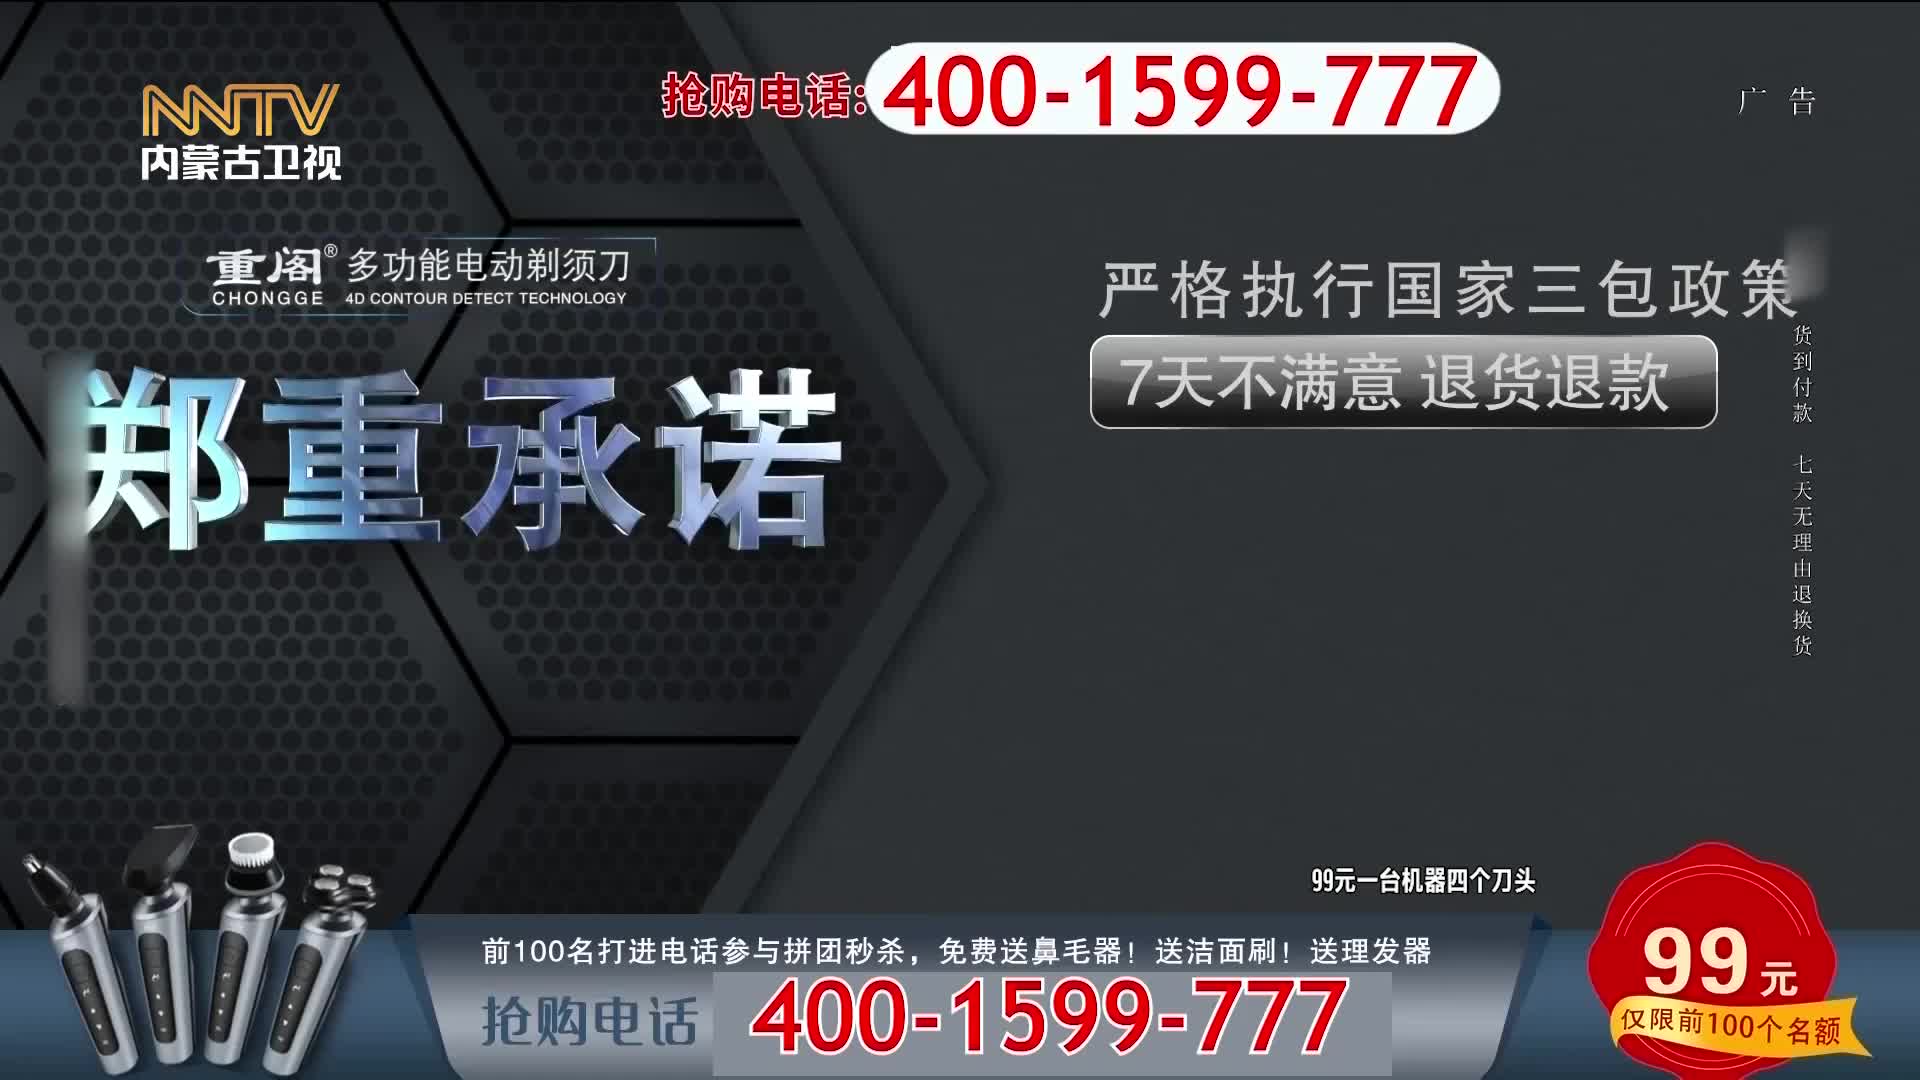 抢购电话:400-1599-777
广告
NNTV
内蒙古卫视
重阁® 多功能电动剃须刀
CHONGGE 4D CONTOUR DETECT TECHNOLOGY
郑重承诺
严格执行国家三包政策
7天不满意 退货退款
货到付款 七天无理由退换货
99元一台机器四个刀头
前100名打进电话参与拼团秒杀，免费送鼻毛器！送洁面刷！送理发器
抢购电话 400-1599-777
99元
仅限前100个名额